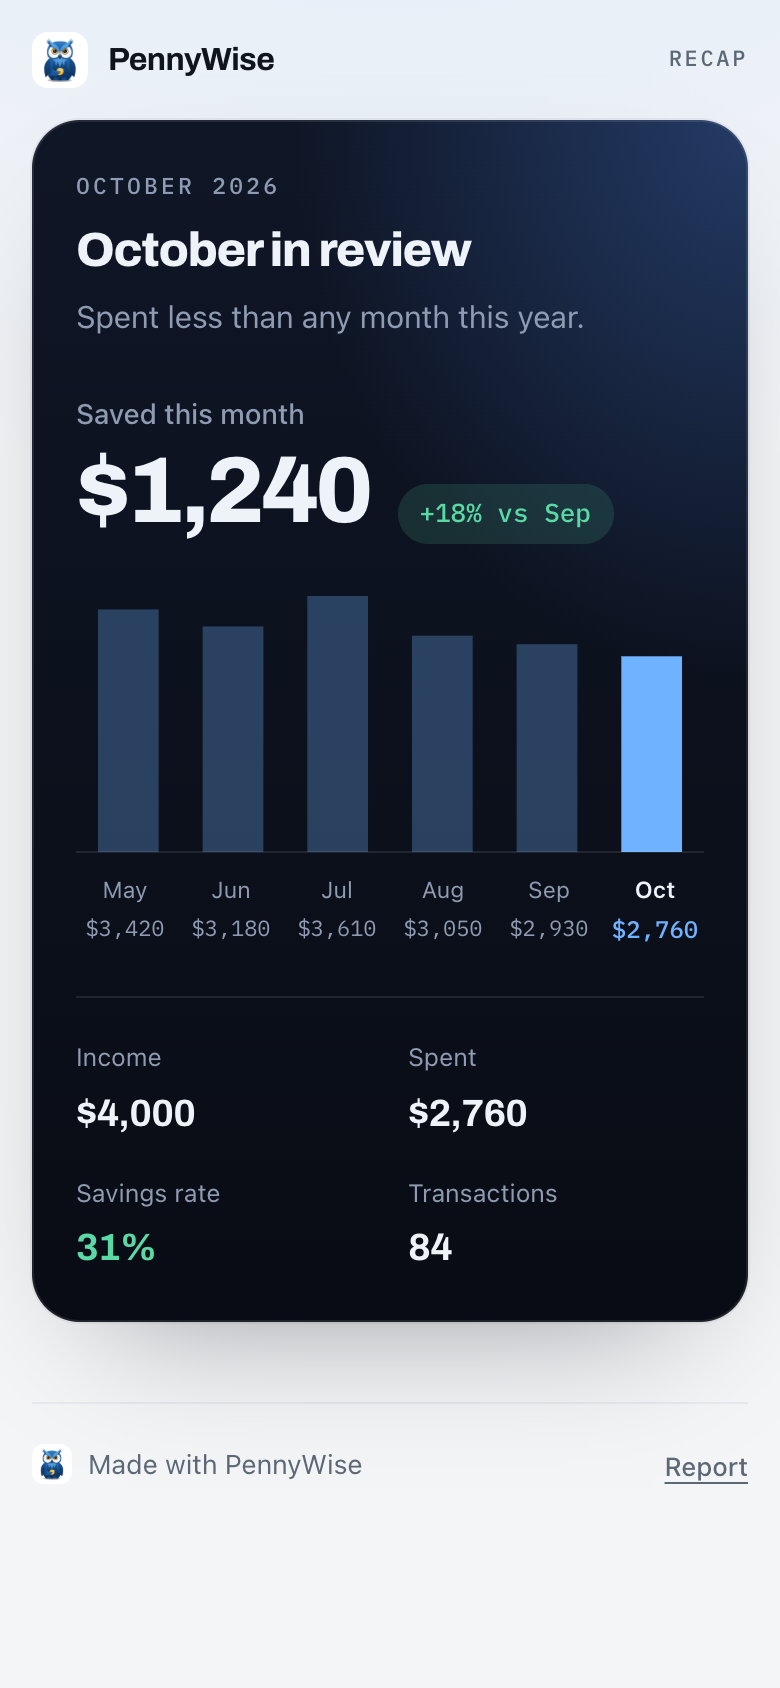 PennyWise
RECAP
OCTOBER 2026
October in review
Spent less than any month this year.
Saved this month
$1,240
+18% vs Sep
May Jun Jul Aug Sep Oct
$3,420 $3,180 $3,610 $3,050 $2,930 $2,760
Income Spent
$4,000 $2,760
Savings rate Transactions
31% 84
Made with PennyWise
Report